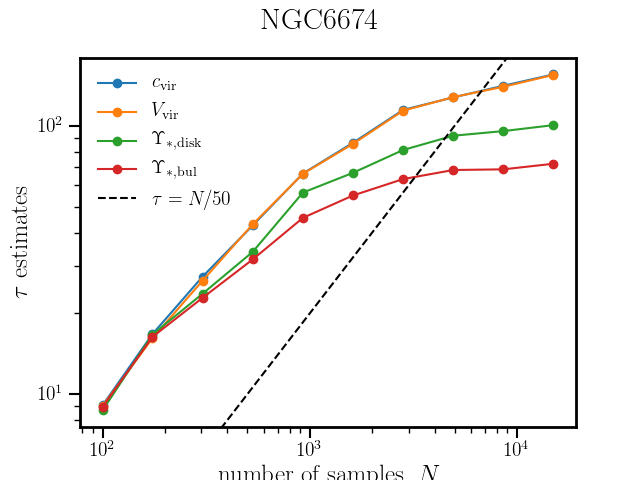 NGC6674
c_vir
V_vir
Υ_*,disk
Υ_*,bul
τ = N/50
τ estimates
10^2
10^1
10^2
10^3
10^4
number of samples, N